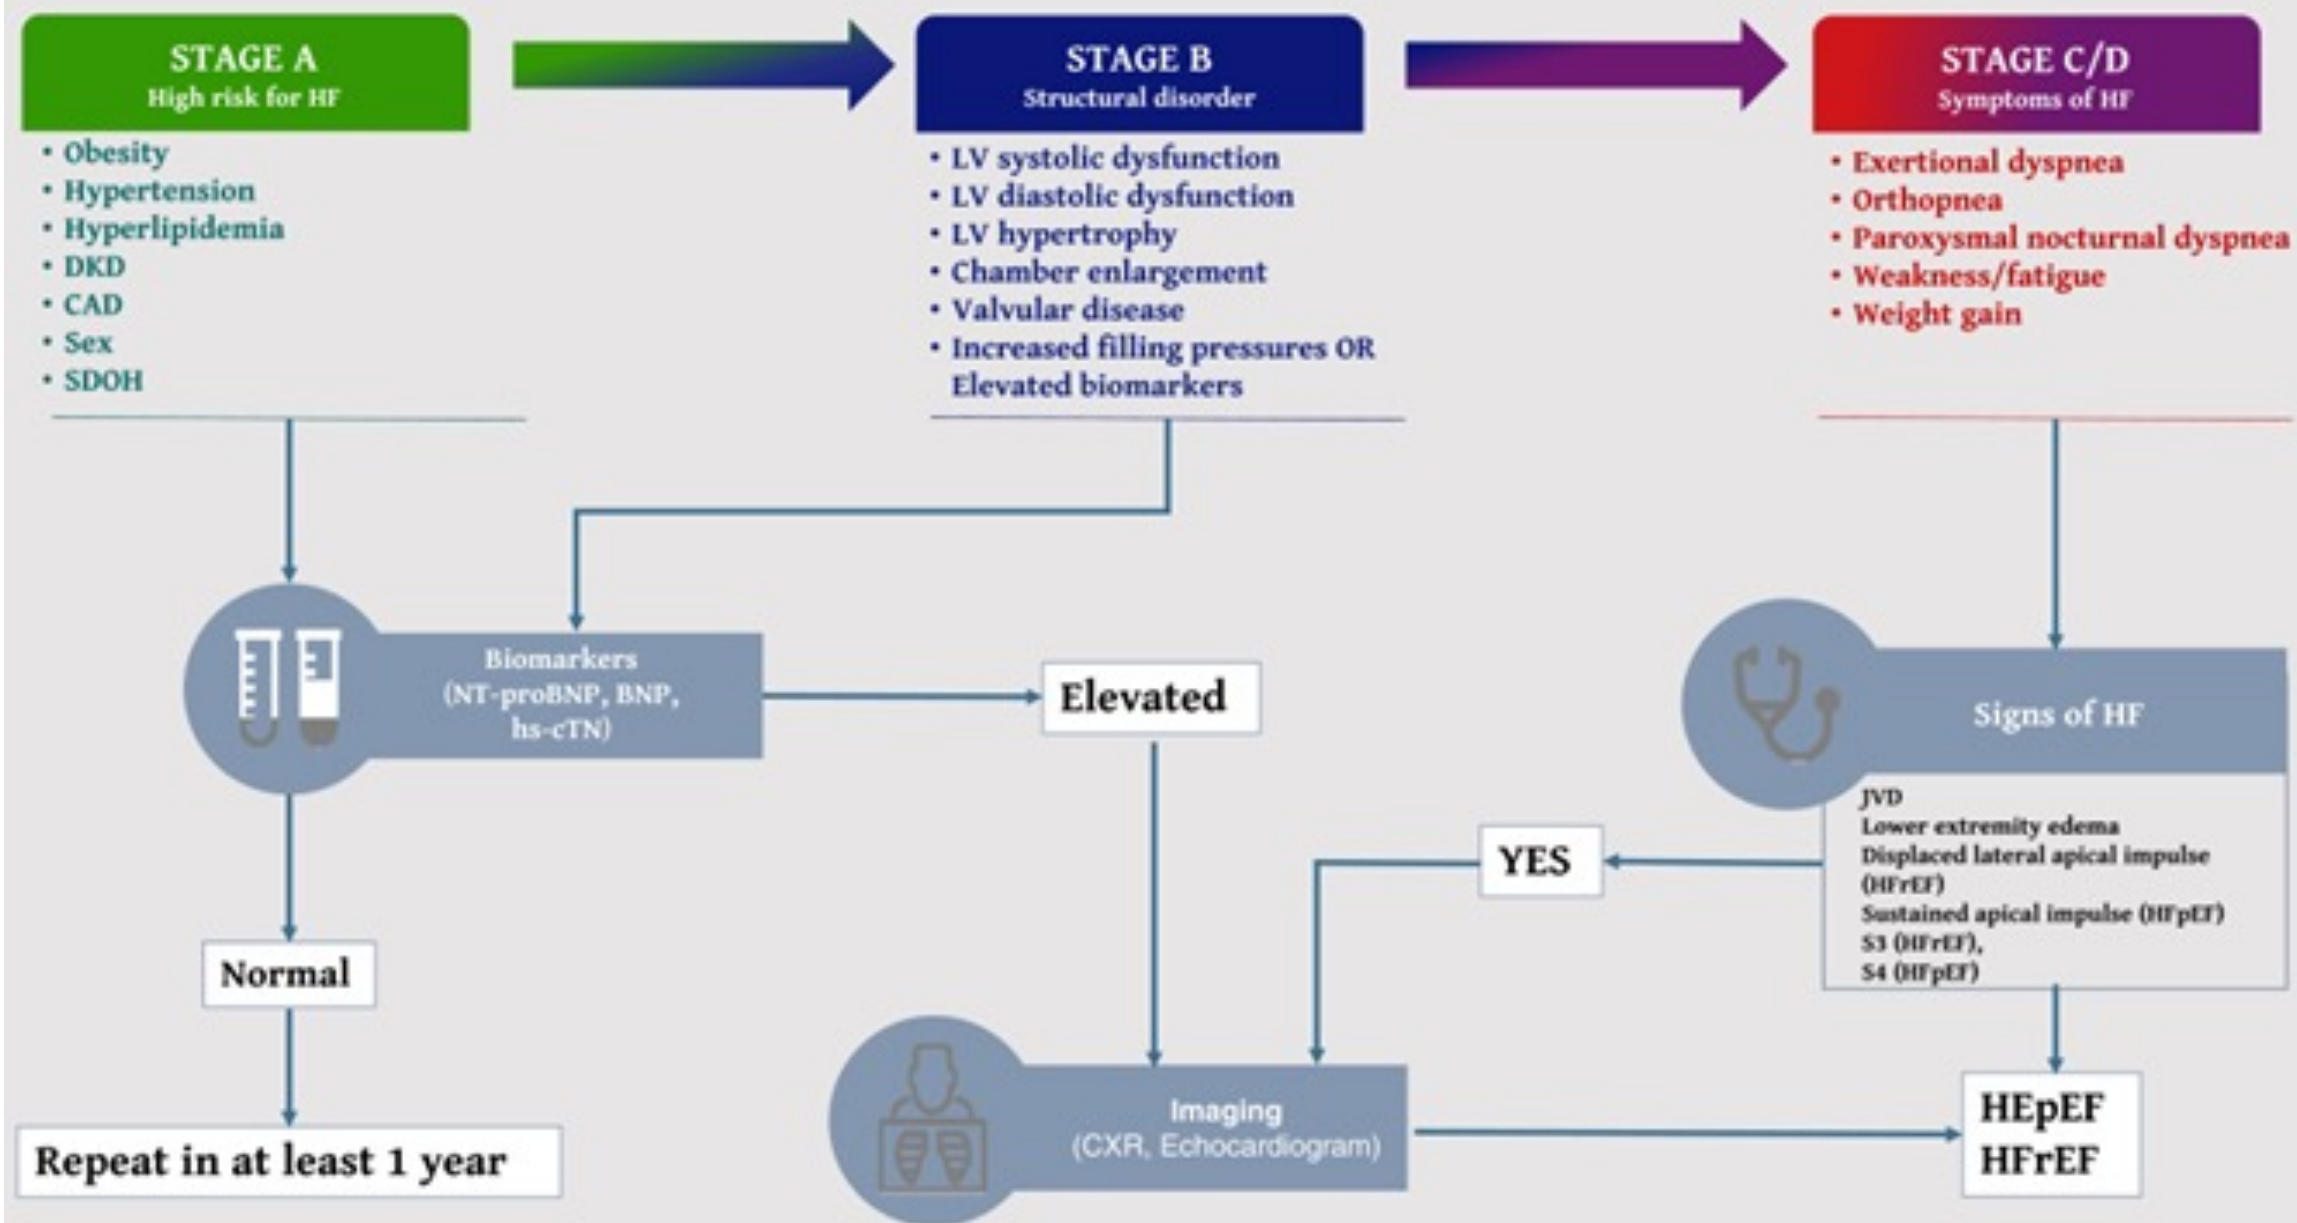 STAGE A
High risk for HF
• Obesity
• Hypertension
• Hyperlipidemia
• DKD
• CAD
• Sex
• SDOH
STAGE B
Structural disorder
• LV systolic dysfunction
• LV diastolic dysfunction
• LV hypertrophy
• Chamber enlargement
• Valvular disease
• Increased filling pressures OR
Elevated biomarkers
STAGE C/D
Symptoms of HF
• Exertional dyspnea
• Orthopnea
• Paroxysmal nocturnal dyspnea
• Weakness/fatigue
• Weight gain
Biomarkers
(NT-proBNP, BNP,
hs-cTN)
Elevated
Signs of HF
JVD
Lower extremity edema
Displaced lateral apical impulse
(HFrEF)
Sustained apical impulse (HFpEF)
S3 (HFrEF),
S4 (HFpEF)
YES
Normal
Repeat in at least 1 year
Imaging
(CXR, Echocardiogram)
HEpEF
HFrEF